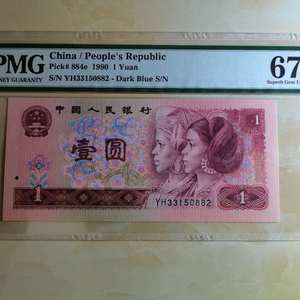 PMG
China / People's Republic
67
Pick# 884e 1990 1 Yuan
S/N YH33150882 - Dark Blue S/N
中国人民银行
1
壹圆
1
1
YH33150882